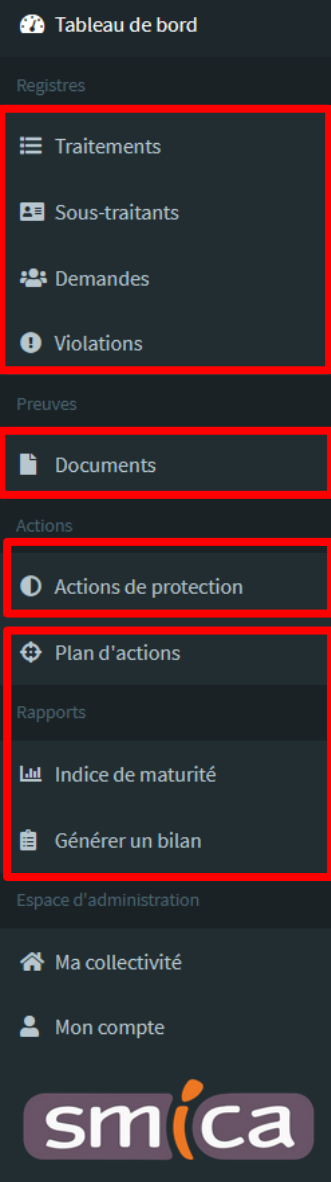 Tableau de bord
Registres
Traitements
Sous-traitants
Demandes
Violations
Preuves
Documents
Actions
Actions de protection
Plan d'actions
Rapports
Indice de maturité
Générer un bilan
Espace d'administration
Ma collectivité
Mon compte
smica